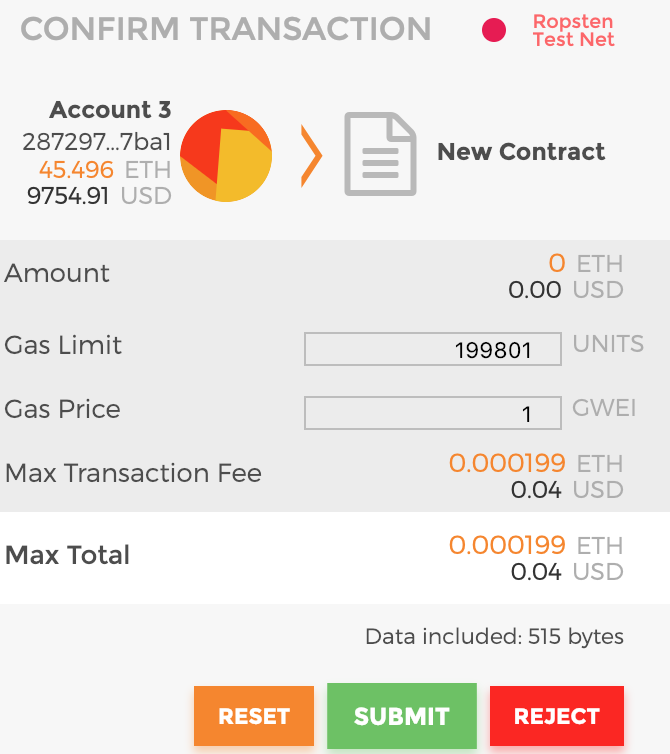 CONFIRM TRANSACTION
Ropsten
Test Net
Account 3
287297...7ba1
45.496 ETH
9754.91 USD
New Contract
Amount
0 ETH
0.00 USD
Gas Limit
199801 UNITS
Gas Price
1 GWEI
Max Transaction Fee
0.000199 ETH
0.04 USD
Max Total
0.000199 ETH
0.04 USD
Data included: 515 bytes
RESET
SUBMIT
REJECT